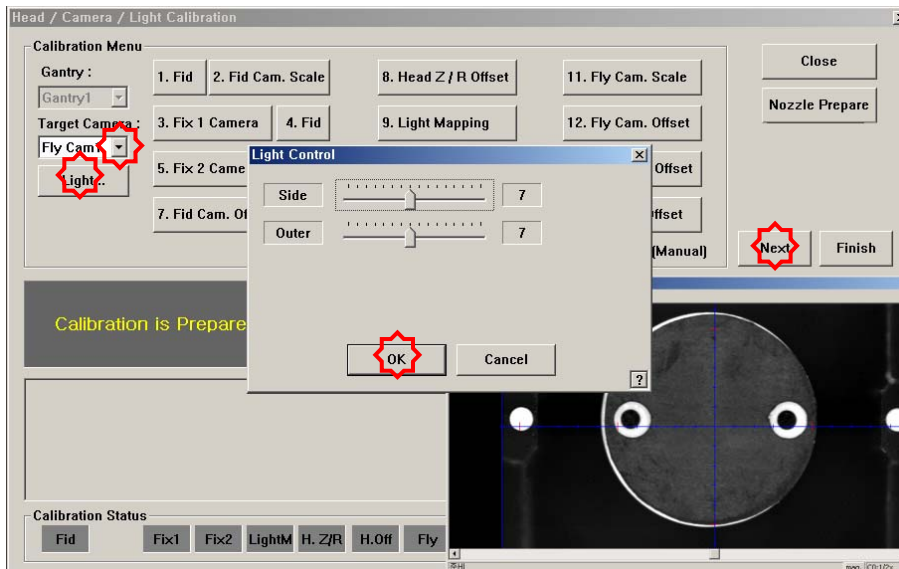 Head / Camera / Light Calibration
Calibration Menu
Gantry :
Gantry1
Target Camera :
Fly Cam1
Light...
1. Fid
2. Fid Cam. Scale
8. Head Z / R Offset
11. Fly Cam. Scale
3. Fix 1 Camera
4. Fid
9. Light Mapping
12. Fly Cam. Offset
5. Fix 2 Came
Offset
7. Fid Cam. Of
ffset
(Manual)
Close
Nozzle Prepare
Next
Finish
Light Control
Side
7
Outer
7
OK
Cancel
?
Calibration is Prepare
Calibration Status
Fid
Fix1
Fix2
LightM
H. Z/R
H.Off
Fly
준비